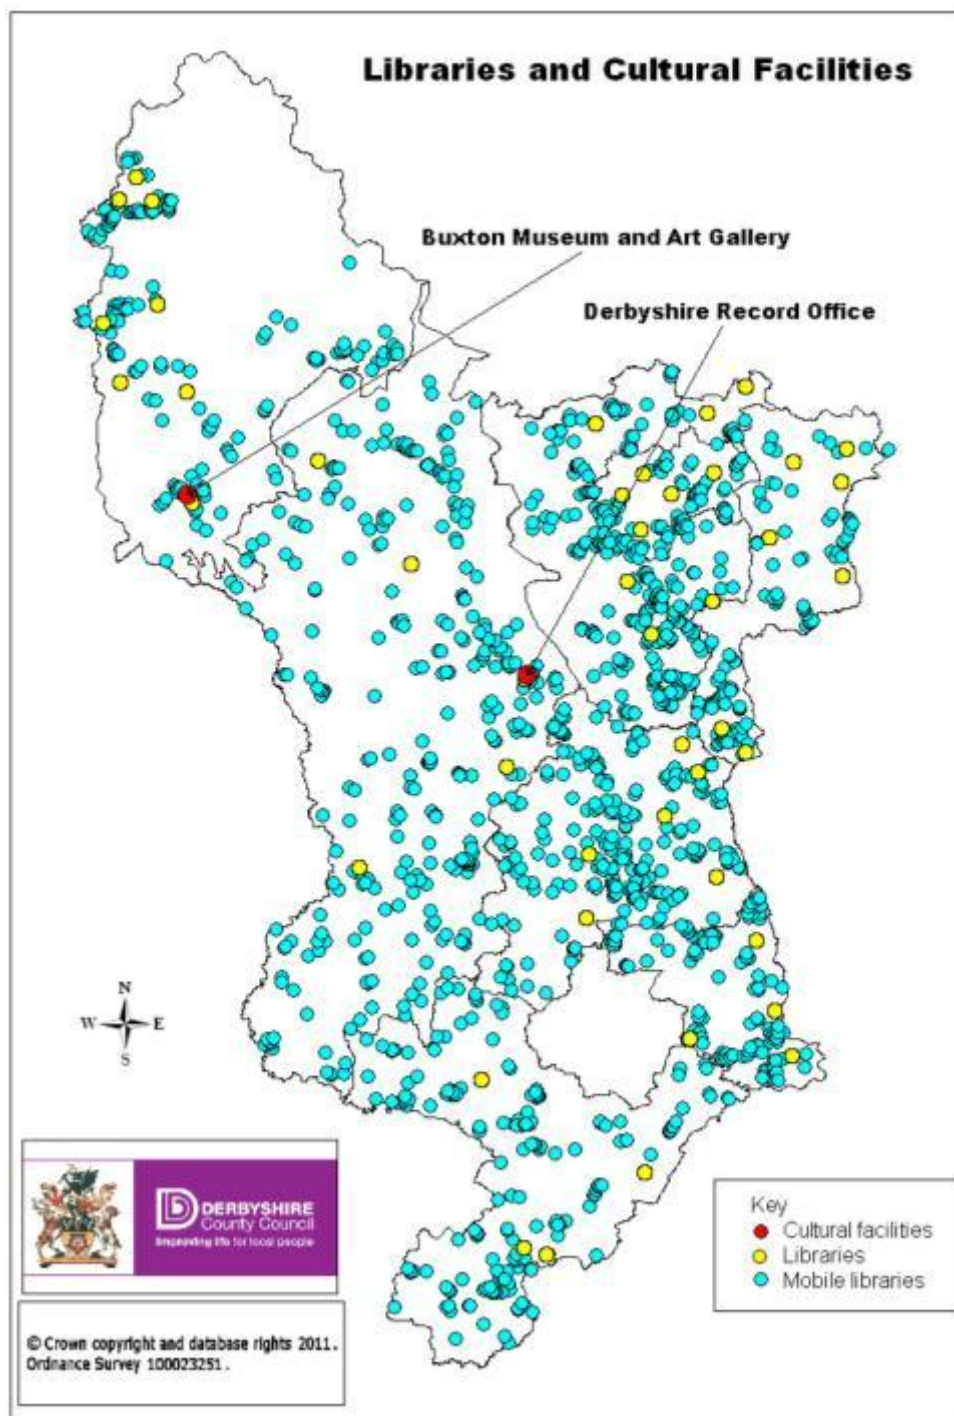 Libraries and Cultural Facilities
Buxton Museum and Art Gallery
Derbyshire Record Office
N
W E
S
DERBYSHIRE
County Council
Improving life for local people
Key
Cultural facilities
Libraries
Mobile libraries
© Crown copyright and database rights 2011.
Ordnance Survey 100023251.